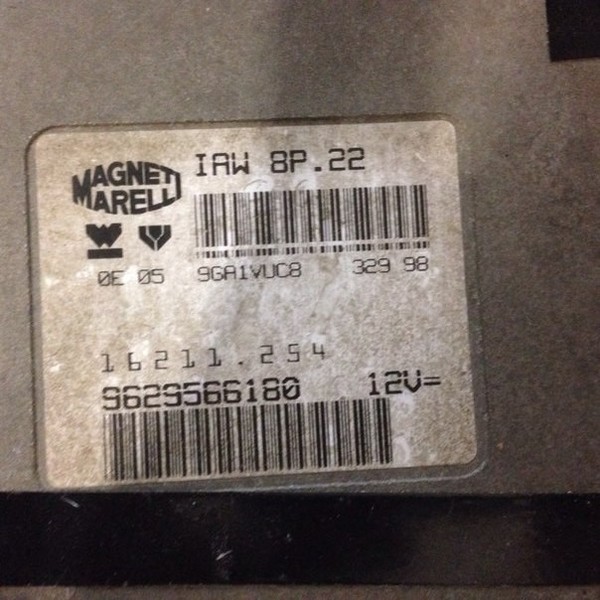 MAGNETI
MARELLI
IAW 8P.22
0E 05
9GA1VUC8 329 98
16211.254
9629566180 12V=